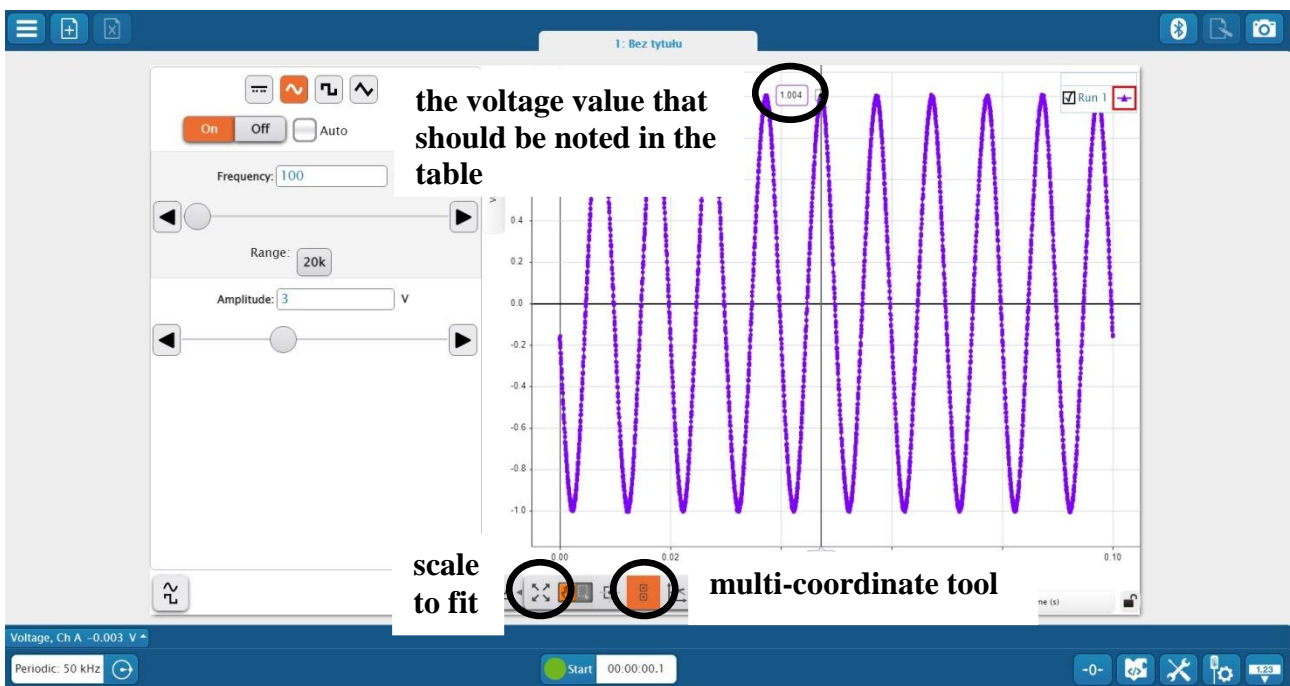 1: Bez tytułu
On Off Auto
Frequency: 100
Range: 20k
Amplitude: 3 V
the voltage value that
should be noted in the
table
1.004
Run 1
0.4
0.2
0.0
-0.2
-0.4
-0.6
-0.8
-1.0
0.00 0.02 0.10
scale
to fit
multi-coordinate tool
Voltage, Ch A -0.003 V
Periodic: 50 kHz
Start 00:00:00.1
-0-
1.23